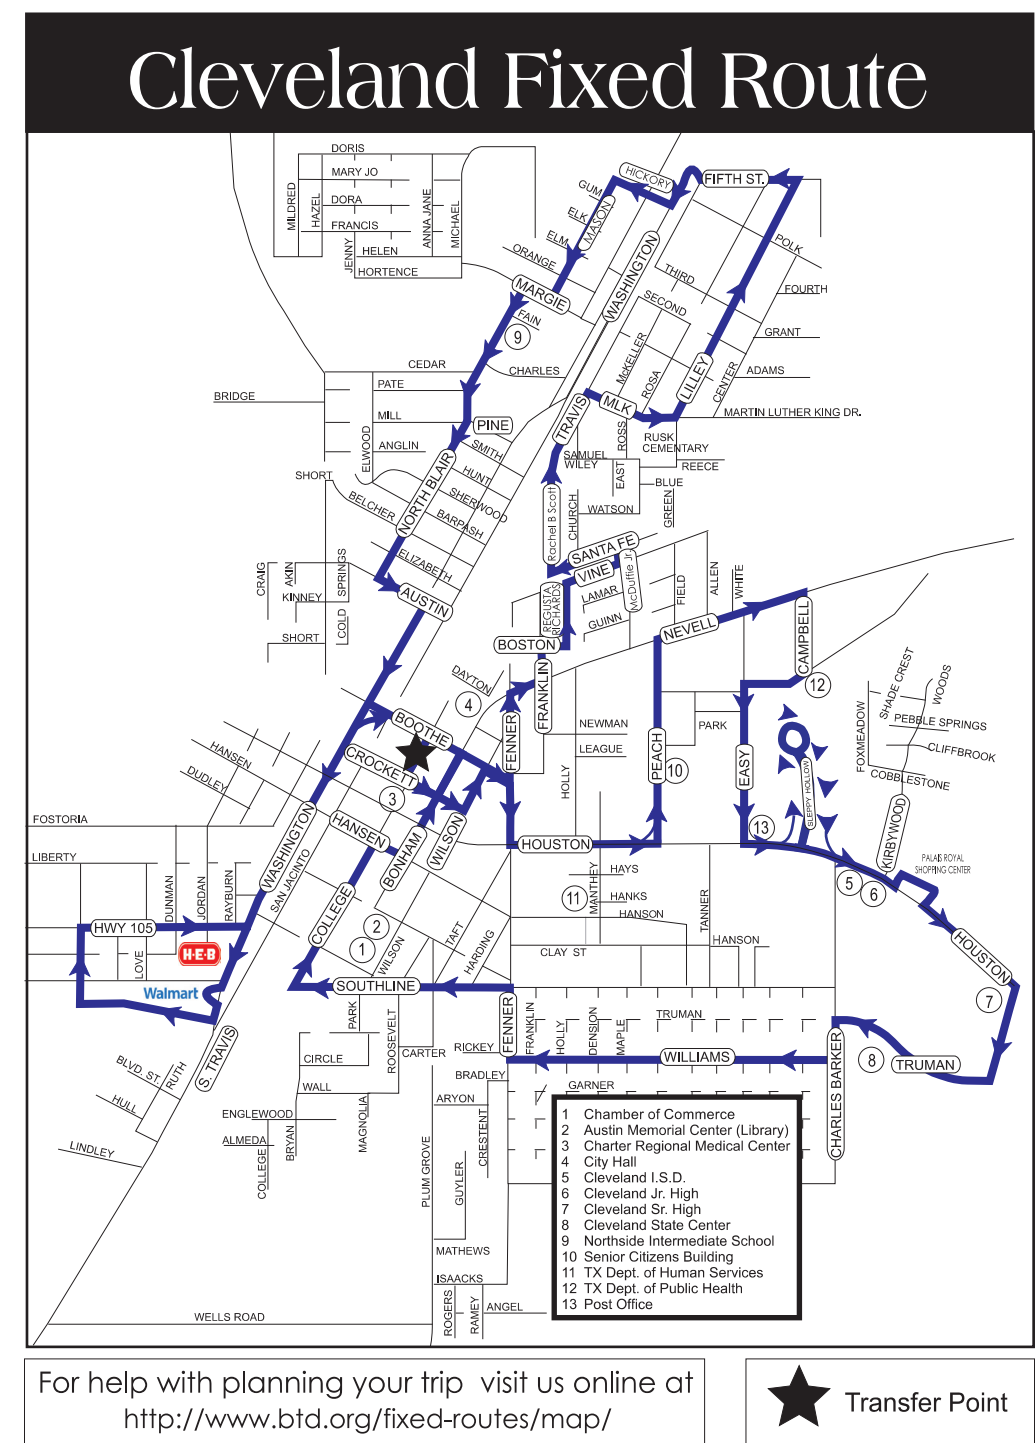 Cleveland Fixed Route
DORIS
MARY JO
DORA
FRANCIS
HELEN
HORTENCE
MILDRED
HAZEL
JENNY
ANNA JANE
MICHAEL
GUM
ELK
ELM
MASON
ORANGE
HICKORY
FIFTH ST.
MARGIE
FAIN
9
WASHINGTON
POLK
THIRD
FOURTH
SECOND
GRANT
McKELLER
ROSA
LILLEY
CENTER
ADAMS
CEDAR
CHARLES
PATE
BRIDGE
MILL
PINE
ANGLIN
ELWOOD
SMITH
HUNT
SHERWOOD
BARPASH
NORTH BLAIR
SHORT
BELCHER
ELIZABETH
TRAVIS
MLK
MARTIN LUTHER KING DR.
ROSS
RUSK
CEMENTARY
SAMUEL
WILEY
EAST
REECE
BLUE
GREEN
WATSON
CHURCH
Rachel B Scott
SANTA FE
VINE
McDuffie Jr.
LAMAR
GUINN
REGUSTA
RICHARDS
BOSTON
FIELD
ALLEN
WHITE
NEVELL
CAMPBELL
12
CRAIG
AKIN
KINNEY
SPRINGS
COLD
SHORT
AUSTIN
DAYTON
4
BOOTHE
FENNER
FRANKLIN
NEWMAN
LEAGUE
HOLLY
PEACH
10
PARK
EASY
13
SLEPPY HOLLOW
FOXMEADOW
SHADE CREST
WOODS
PEBBLE SPRINGS
CLIFFBROOK
COBBLESTONE
KIRBYWOOD
PALAIS ROYAL
SHOPPING CENTER
HANSEN
DUDLEY
CROCKETT
3
HANSEN
BONHAM
WILSON
HOUSTON
5
6
FOSTORIA
LIBERTY
DUNMAN
JORDAN
RAYBURN
WASHINGTON
SAN JACINTO
COLLEGE
HWY 105
LOVE
H-E-B
Walmart
2
1
WILSON
TAFT
HARDING
SOUTHLINE
11
MANTHEY
HAYS
HANKS
HANSON
TANNER
HANSON
CLAY ST
HOUSTON
7
8
TRUMAN
CHARLES BARKER
S. TRAVIS
BLVD. ST.
RUTH
HULL
LINDLEY
PARK
ROOSEVELT
CARTER
CIRCLE
WALL
ENGLEWOOD
ALMEDA
COLLEGE
BRYAN
MAGNOLIA
RICKEY
FENNER
BRADLEY
ARYON
CRESTENT
PLUM GROVE
GUYLER
MATHEWS
ISAACKS
ROGERS
RAMEY
ANGEL
WELLS ROAD
FRANKLIN
HOLLY
DENSION
MAPLE
TRUMAN
WILLIAMS
GARNER
1 Chamber of Commerce
2 Austin Memorial Center (Library)
3 Charter Regional Medical Center
4 City Hall
5 Cleveland I.S.D.
6 Cleveland Jr. High
7 Cleveland Sr. High
8 Cleveland State Center
9 Northside Intermediate School
10 Senior Citizens Building
11 TX Dept. of Human Services
12 TX Dept. of Public Health
13 Post Office
For help with planning your trip visit us online at
http://www.btd.org/fixed-routes/map/
Transfer Point